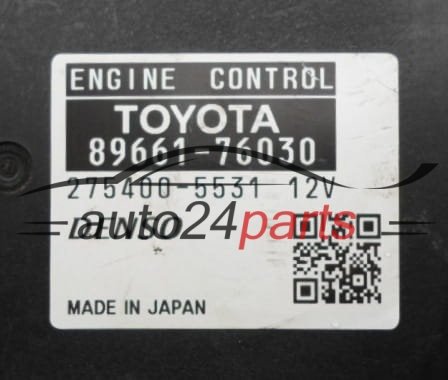 ENGINE CONTROL
TOYOTA
89661-76030
275400-5531 12V
DENSO
auto24parts
MADE IN JAPAN